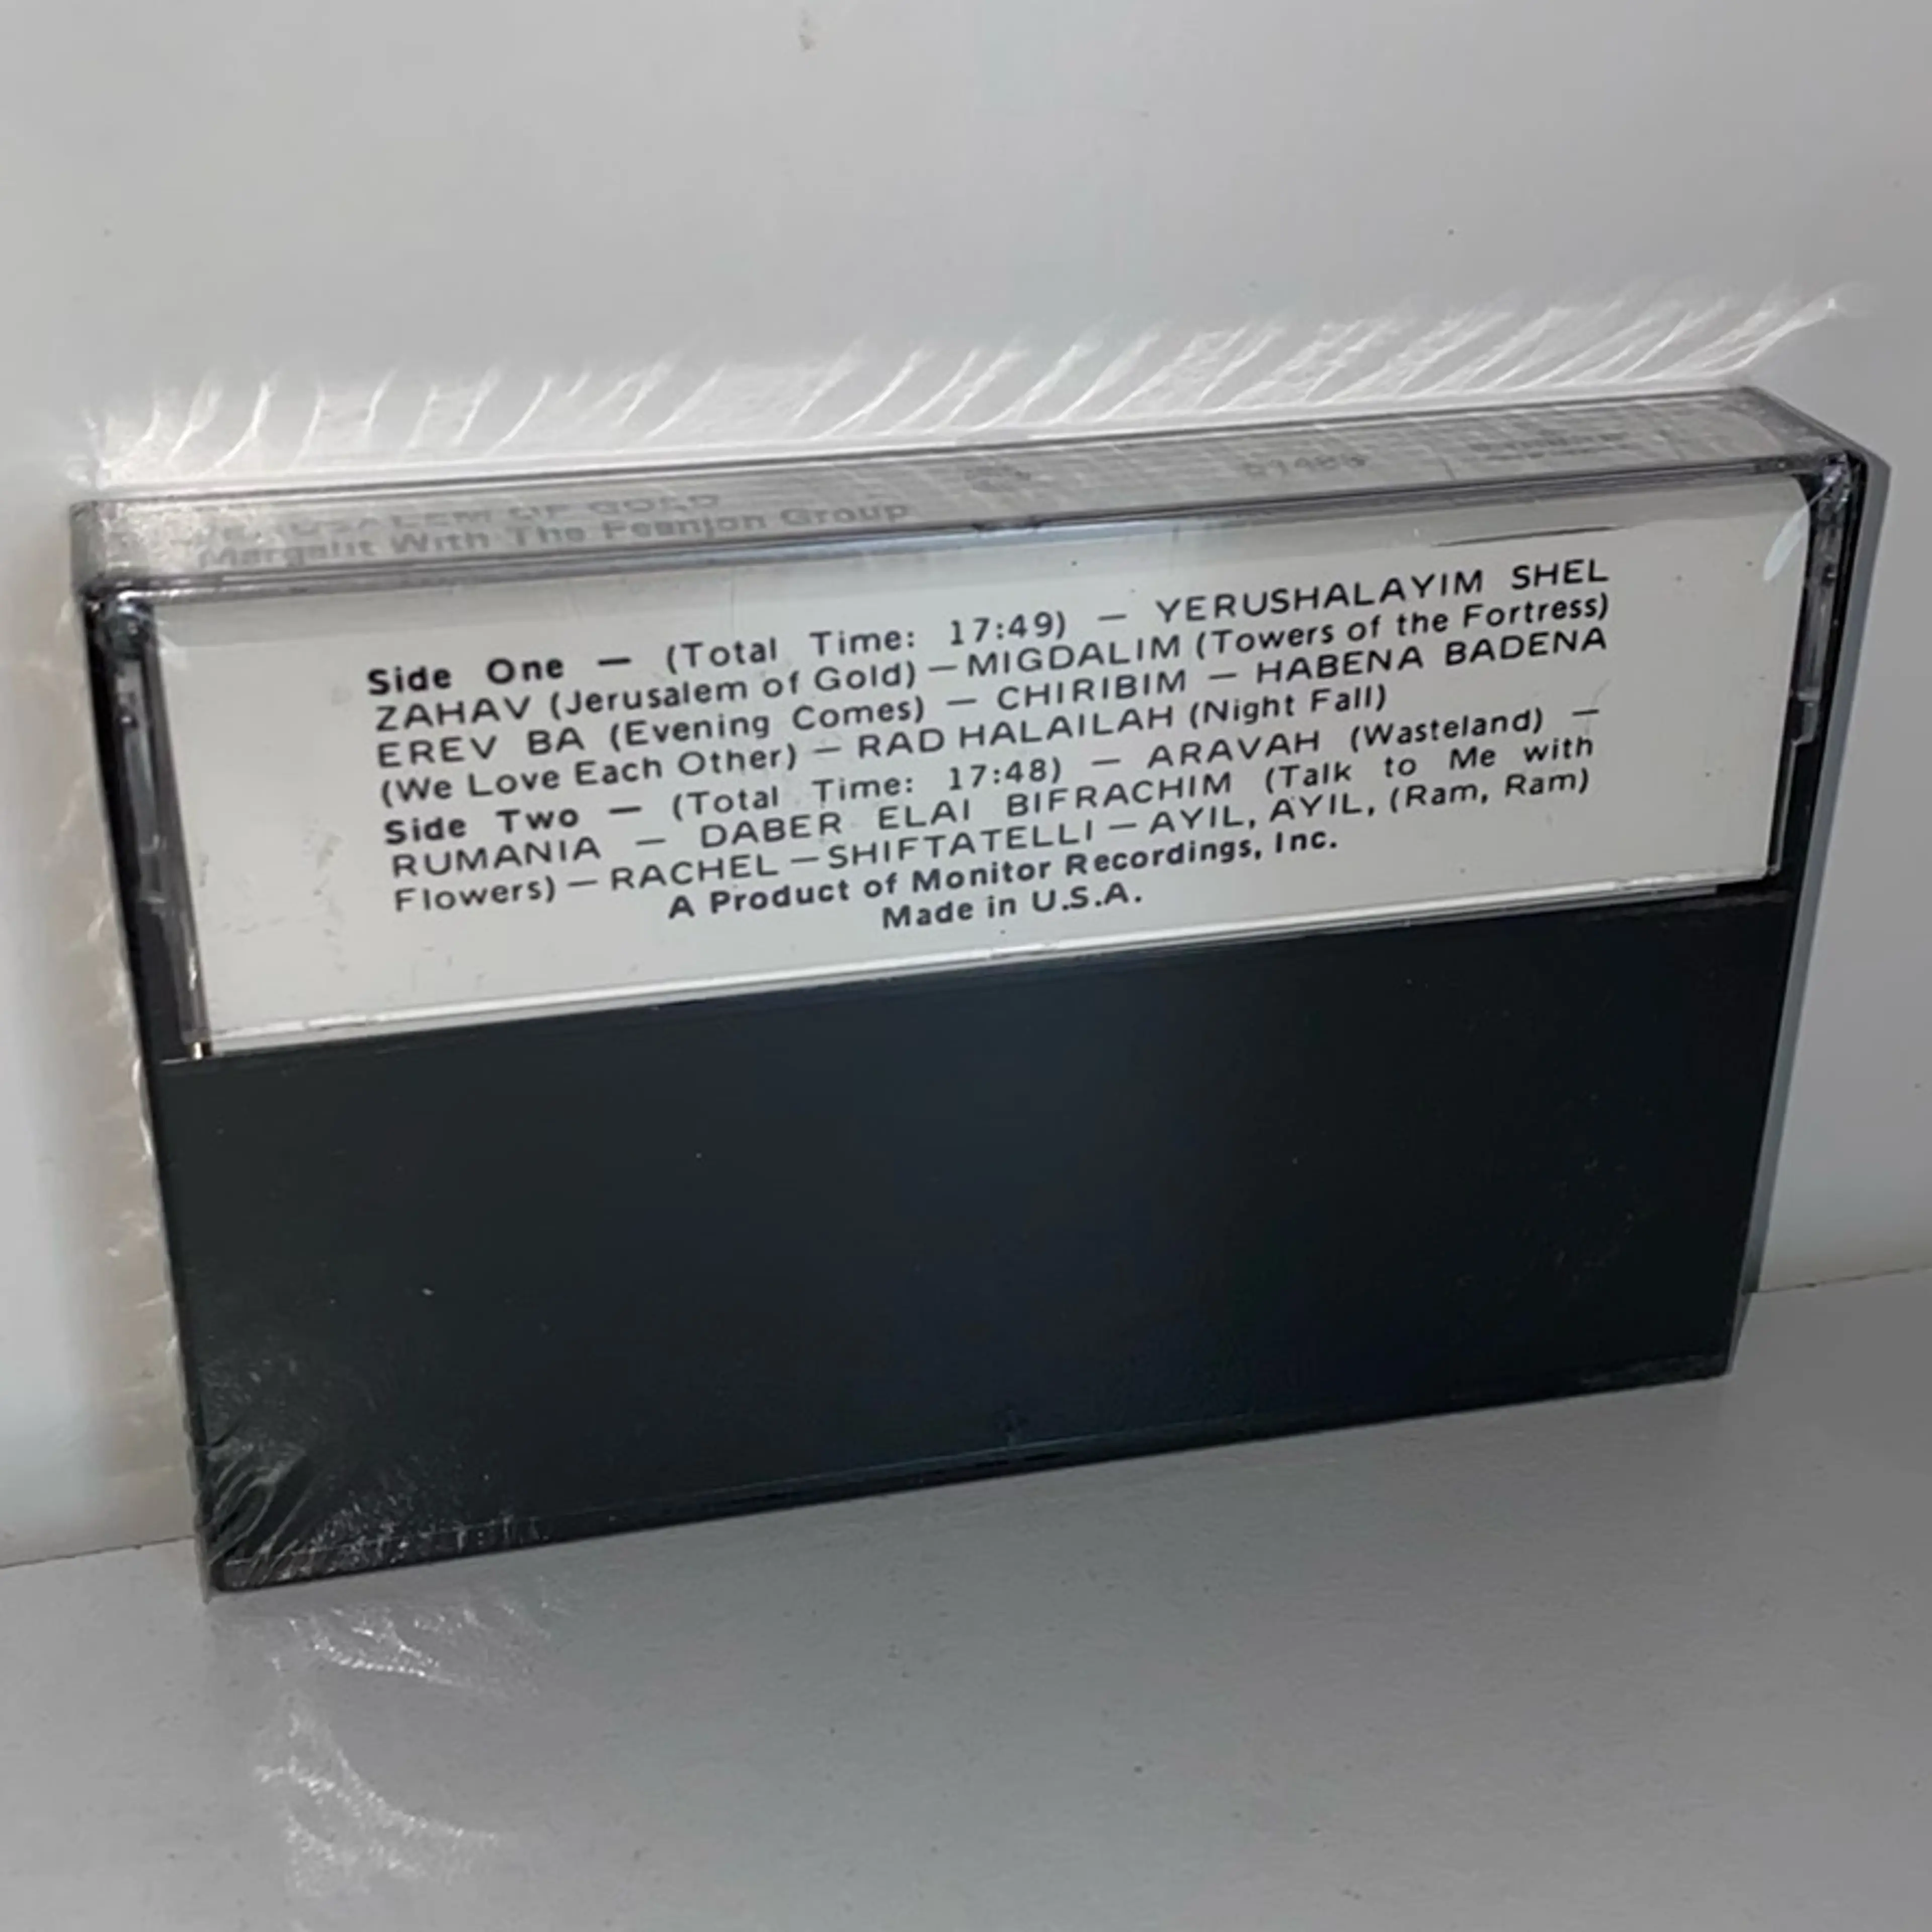 JERUSALEM OF GOLD
Margalit With The Feenjon Group
Side One — (Total Time: 17:49) — YERUSHALAYIM SHEL
ZAHAV (Jerusalem of Gold) — MIGDALIM (Towers of the Fortress)
EREV BA (Evening Comes) — CHIRIBIM — HABENA BADENA
(We Love Each Other) — RAD HALAILAH (Night Fall)
Side Two — (Total Time: 17:48) — ARAVAH (Wasteland) —
RUMANIA — DABER ELAI BIFRACHIM (Talk to Me with
Flowers) — RACHEL — SHIFTATELLI — AYIL, AYIL, (Ram, Ram)
A Product of Monitor Recordings, Inc.
Made in U.S.A.